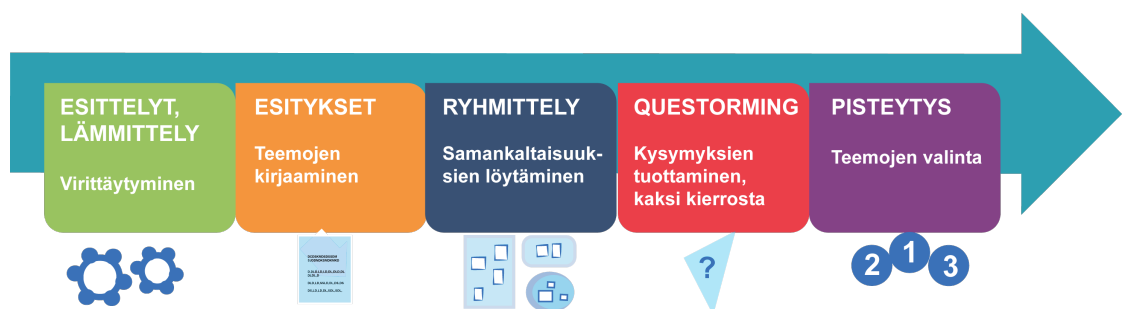 ESITTELYT,
LÄMMITTELY
Virittäytyminen
ESITYKSET
Teemojen
kirjaaminen
RYHMITTELY
Samankaltaisuuk-
sien löytäminen
QUESTORMING
Kysymyksien
tuottaminen,
kaksi kierrosta
PISTEYTYS
Teemojen valinta
?
2
1
3